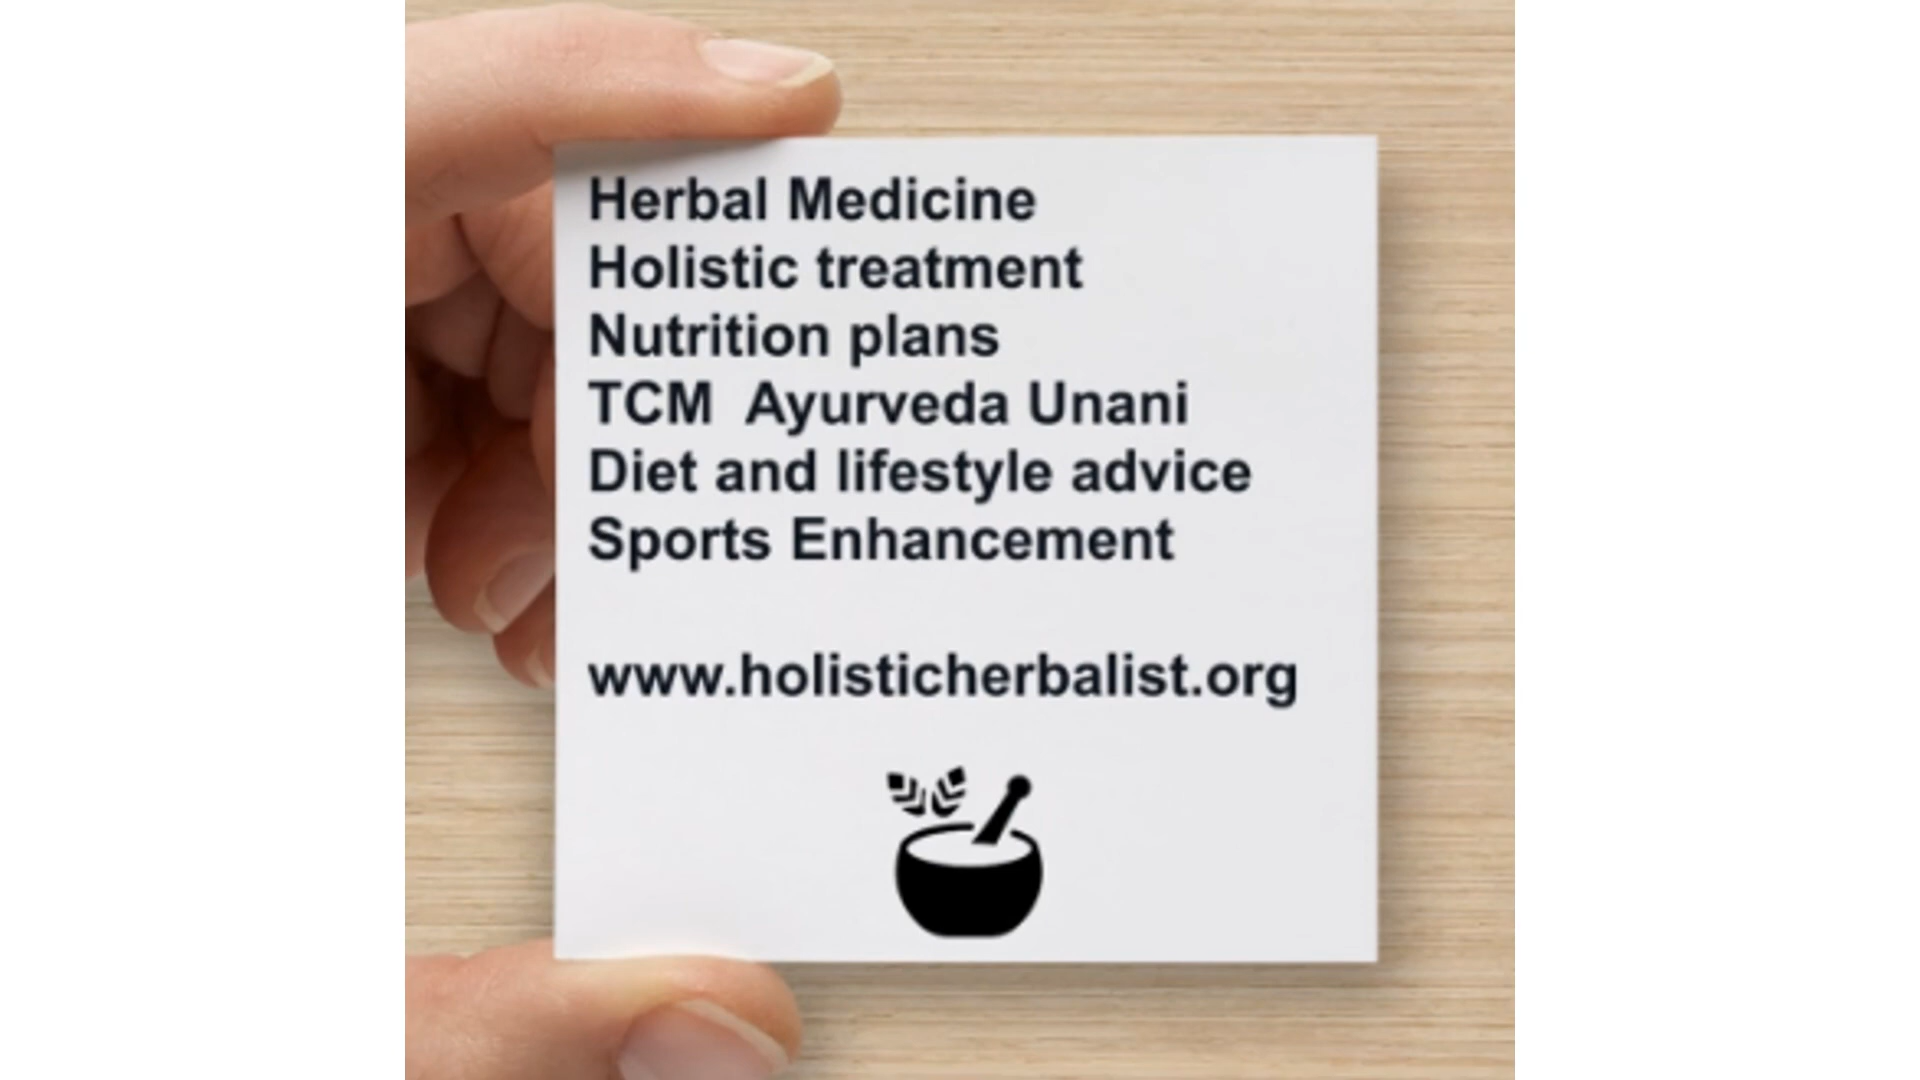 Herbal Medicine
Holistic treatment
Nutrition plans
TCM  Ayurveda Unani
Diet and lifestyle advice
Sports Enhancement
www.holisticherbalist.org